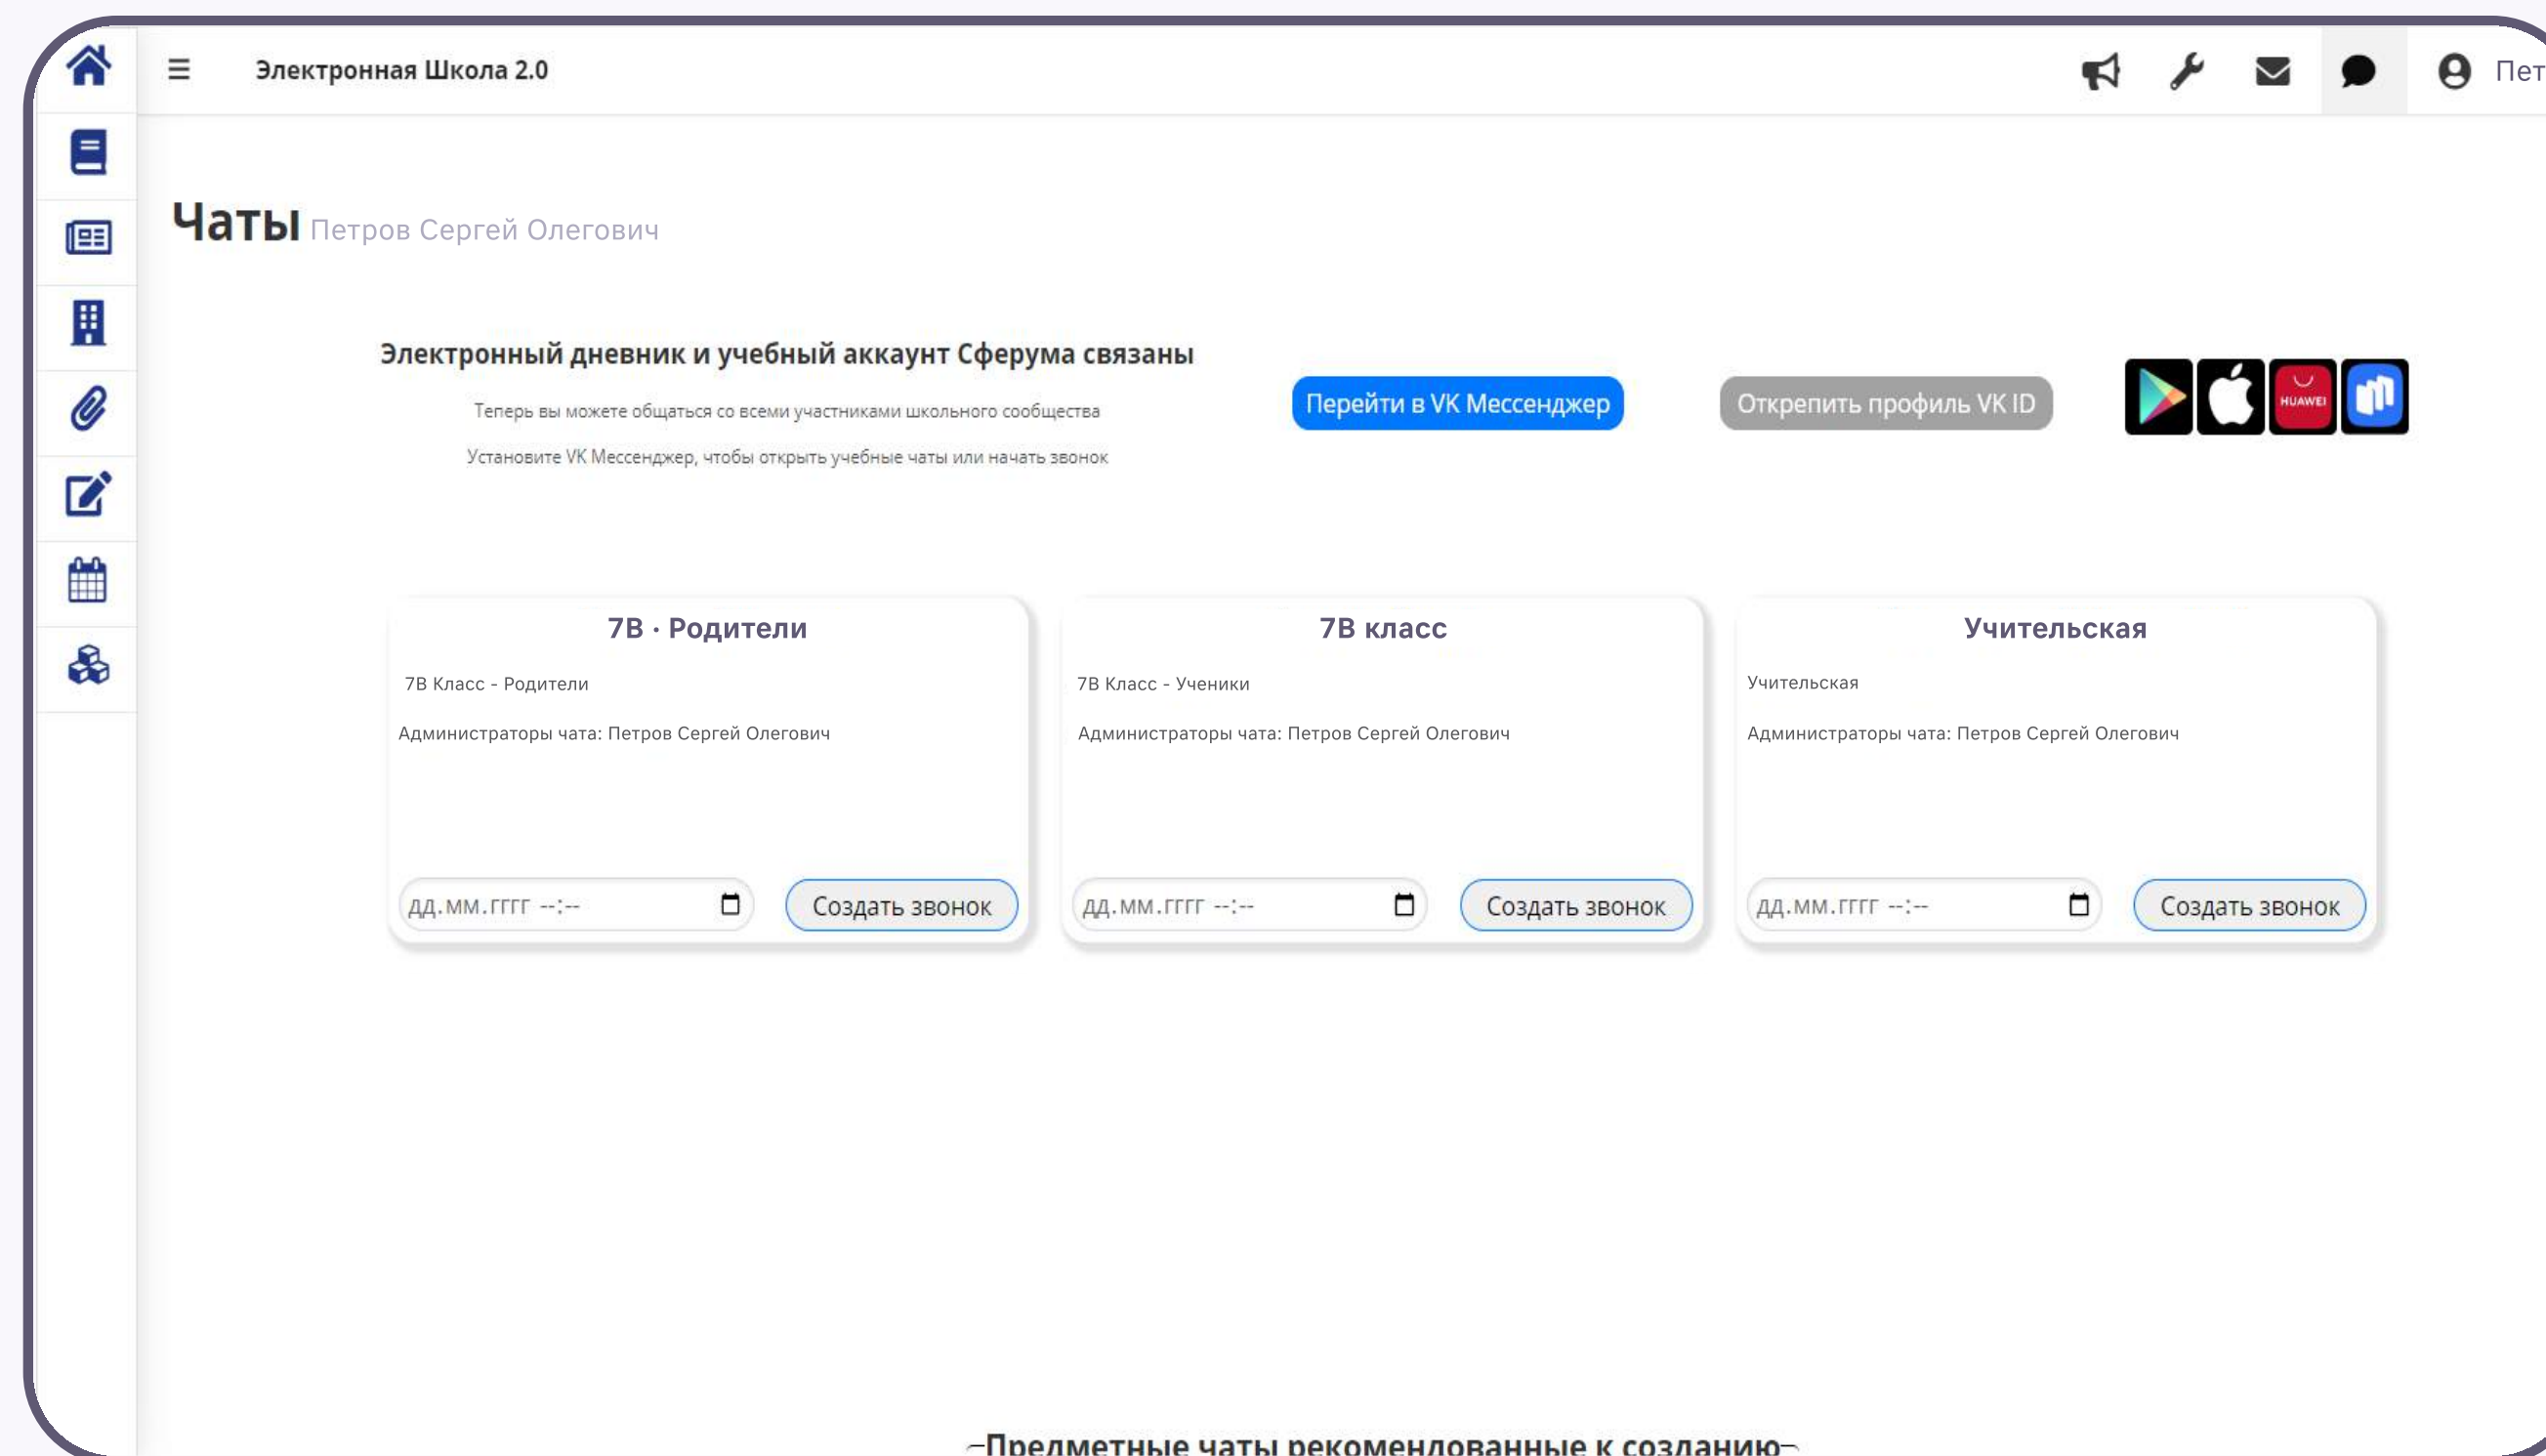 Электронная Школа 2.0
Пет
Чаты Петров Сергей Олегович
Электронный дневник и учебный аккаунт Сферума связаны
Теперь вы можете общаться со всеми участниками школьного сообщества
Установите VK Мессенджер, чтобы открыть учебные чаты или начать звонок
Перейти в VK Мессенджер
Открепить профиль VK ID
HUAWEI
7В · Родители
7В Класс - Родители
Администраторы чата: Петров Сергей Олегович
дд.мм.гггг --:--
Создать звонок
7В класс
7В Класс - Ученики
Администраторы чата: Петров Сергей Олегович
дд.мм.гггг --:--
Создать звонок
Учительская
Учительская
Администраторы чата: Петров Сергей Олегович
дд.мм.гггг --:--
Создать звонок
Предметные чаты рекомендованные к созданию